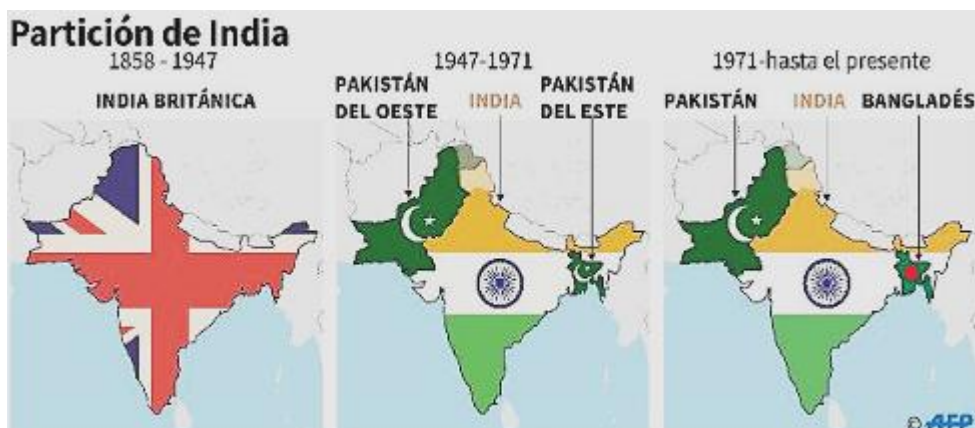 Partición de India
1858 - 1947
INDIA BRITÁNICA
1947-1971
PAKISTÁN
DEL OESTE
INDIA
PAKISTÁN
DEL ESTE
1971-hasta el presente
PAKISTÁN
INDIA
BANGLADÉS
© AFP